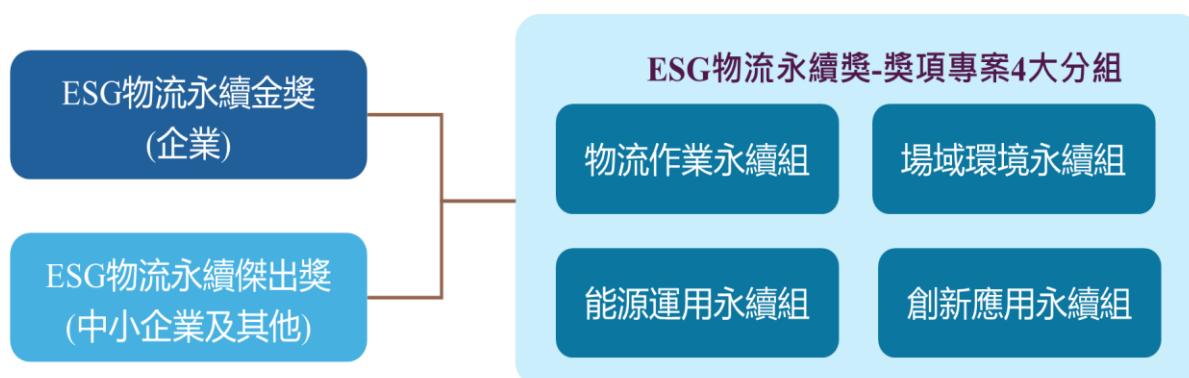 ESG物流永續金獎
(企業)
ESG物流永續傑出獎
(中小企業及其他)
ESG物流永續獎-獎項專案4大分組
物流作業永續組
場域環境永續組
能源運用永續組
創新應用永續組